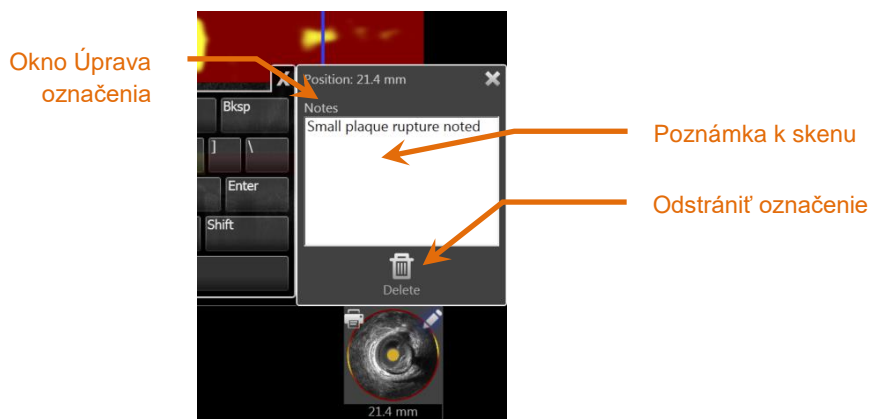 Okno Úprava
označenia
X
Position: 21.4 mm
Notes
Small plaque rupture noted
Bksp
]
\
Enter
Shift
Delete
21.4 mm
Poznámka k skenu
Odstrániť označenie